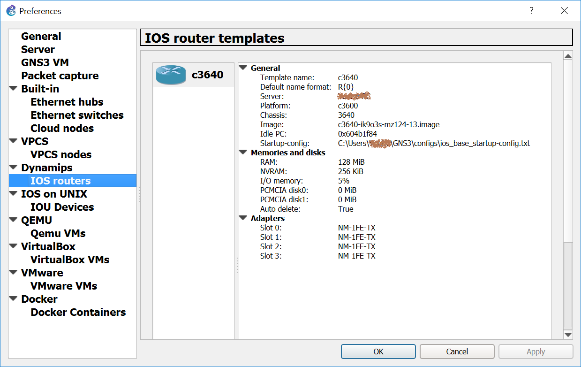 Preferences
?
General
Server
GNS3 VM
Packet capture
Built-in
Ethernet hubs
Ethernet switches
Cloud nodes
VPCS
VPCS nodes
Dynamips
IOS routers
IOS on UNIX
IOU Devices
QEMU
Qemu VMs
VirtualBox
VirtualBox VMs
VMware
VMware VMs
Docker
Docker Containers
IOS router templates
c3640
General
Template name: c3640
Default name format: R{0}
Server:
Platform: c3600
Chassis: 3640
Image: c3640-ik9o3s-mz124-13.image
Idle PC: 0x604b1f84
Startup-config: C:\Users\ \GNS3\configs\ios_base_startup-config.txt
Memories and disks
RAM: 128 MiB
NVRAM: 256 KiB
I/O memory: 5%
PCMCIA disk0: 0 MiB
PCMCIA disk1: 0 MiB
Auto delete: True
Adapters
Slot 0: NM-1FE-TX
Slot 1: NM-1FE-TX
Slot 2: NM-1FE-TX
Slot 3: NM-1FE-TX
OK
Cancel
Apply